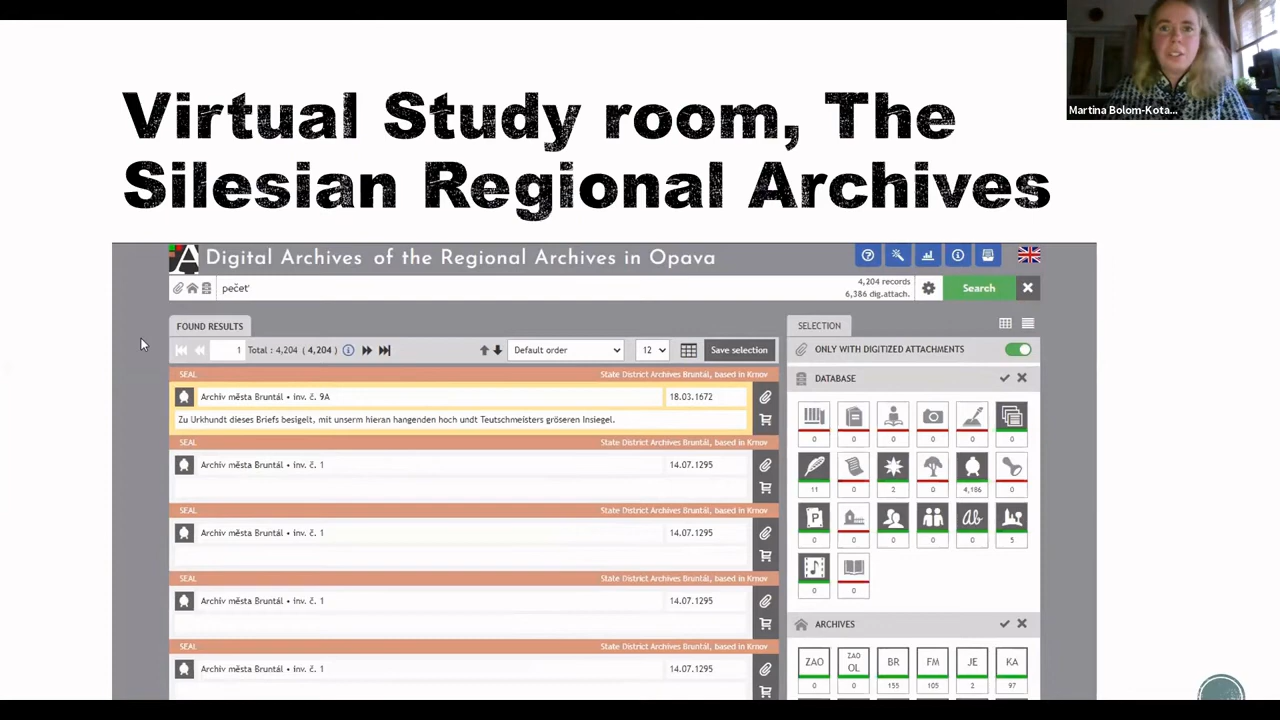 Martina Bolom-Kota...
Virtual Study room, The
Silesian Regional Archives
A Digital Archives of the Regional Archives in Opava
pečeť
4,204 records
6,386 dig.attach.
Search
FOUND RESULTS
1 Total : 4,204 ( 4,204 )
Default order
12
Save selection
SEAL State District Archives Bruntál, based in Krnov
Archiv města Bruntál • inv. č. 9A 18.03.1672
Zu Urkhundt dieses Briefs besigelt, mit unserm hieran hangenden hoch undt Teutschmeisters gröseren Insiegel.
SEAL State District Archives Bruntál, based in Krnov
Archiv města Bruntál • inv. č. 1 14.07.1295
SEAL State District Archives Bruntál, based in Krnov
Archiv města Bruntál • inv. č. 1 14.07.1295
SEAL State District Archives Bruntál, based in Krnov
Archiv města Bruntál • inv. č. 1 14.07.1295
SEAL State District Archives Bruntál, based in Krnov
Archiv města Bruntál • inv. č. 1 14.07.1295
SELECTION
ONLY WITH DIGITIZED ATTACHMENTS
DATABASE
0 0 0 0 0 0
11 0 2 0 4,186 0
P Ab
0 0 0 0 0 5
0 0
ARCHIVES
ZAO ZAO OL BR FM JE KA
0 0 155 105 2 97